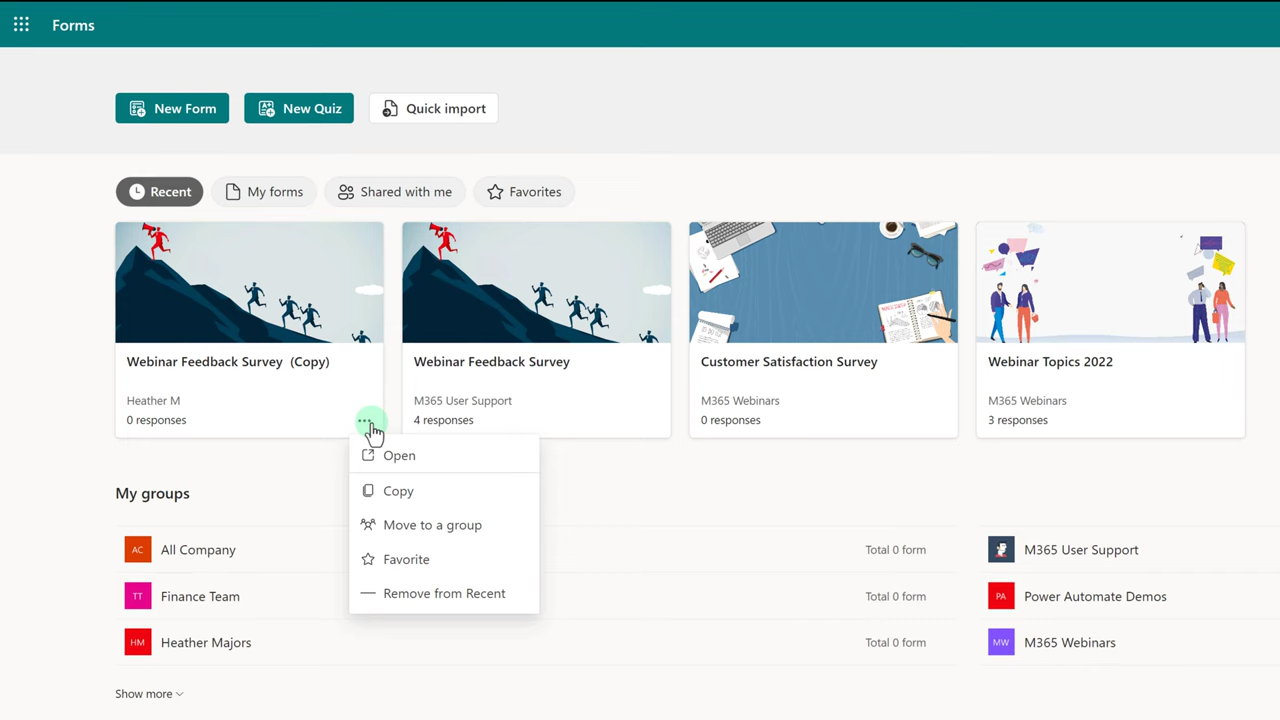 Forms
New Form
New Quiz
Quick import
Recent
My forms
Shared with me
Favorites
Webinar Feedback Survey (Copy)
Heather M
0 responses
Webinar Feedback Survey
M365 User Support
4 responses
Customer Satisfaction Survey
M365 Webinars
0 responses
Webinar Topics 2022
M365 Webinars
3 responses
Open
Copy
Move to a group
Favorite
Remove from Recent
My groups
AC All Company Total 0 form
M365 User Support
TT Finance Team Total 0 form
PA Power Automate Demos
HM Heather Majors Total 0 form
MW M365 Webinars
Show more